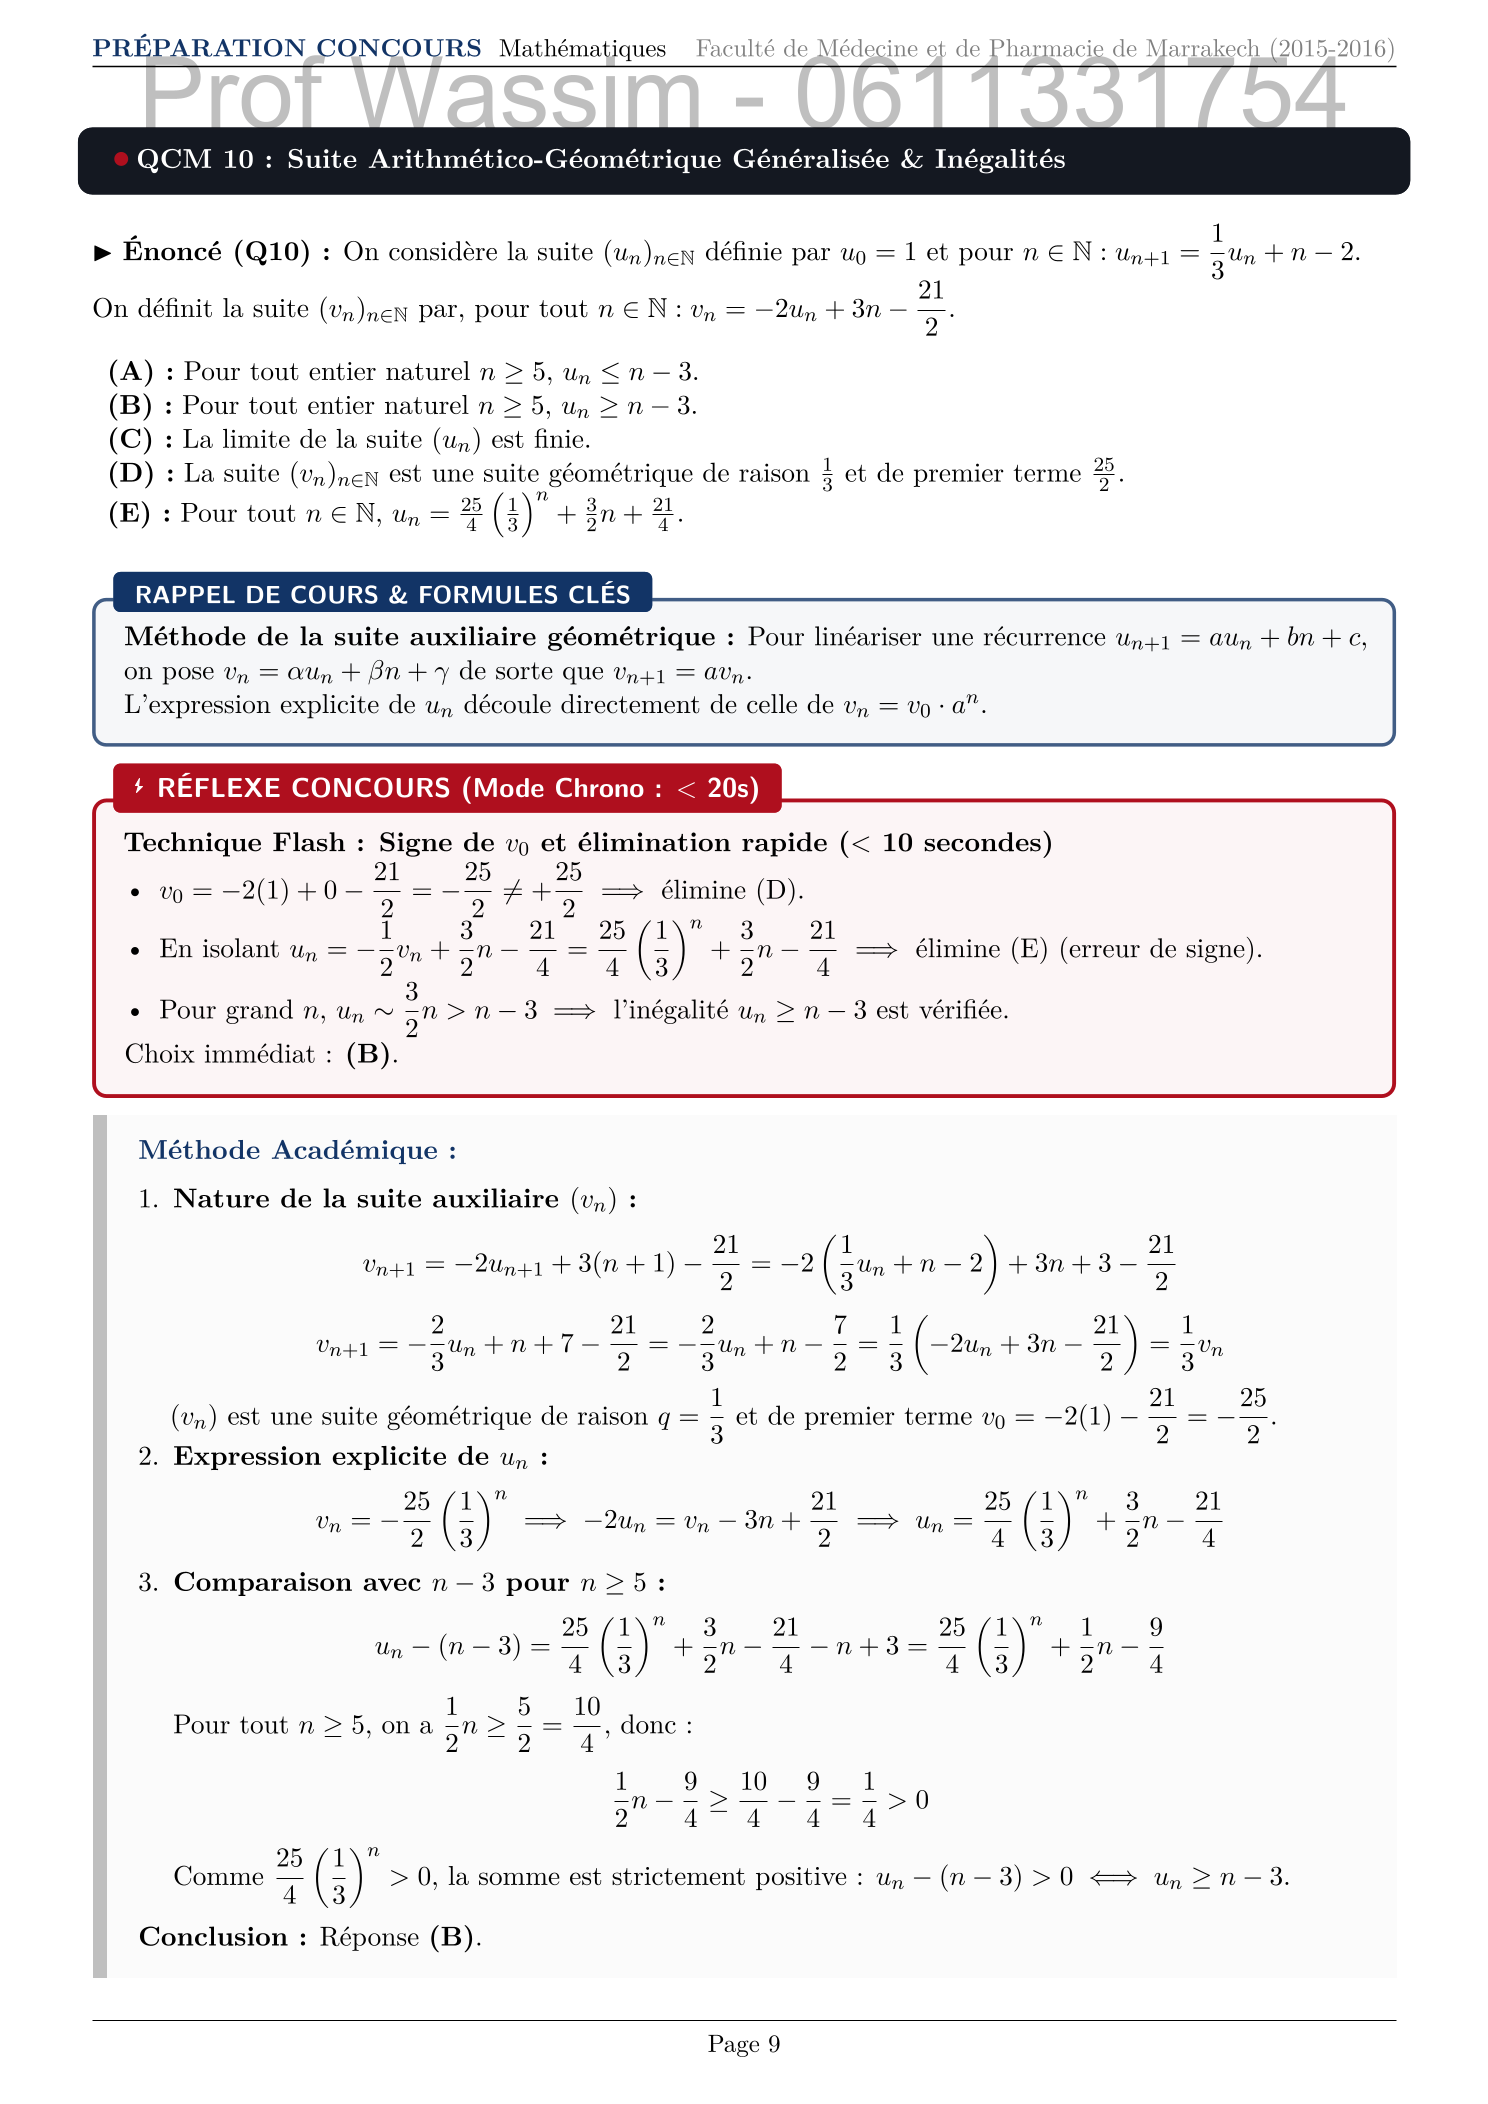 PRÉPARATION CONCOURS Mathématiques Faculté de Médecine et de Pharmacie de Marrakech (2015-2016)
Prof Wassim - 0611331754
● QCM 10 : Suite Arithmético-Géométrique Généralisée & Inégalités
▶ Énoncé (Q10) : On considère la suite (uₙ)ₙ∈ℕ définie par u₀ = 1 et pour n ∈ ℕ : uₙ₊₁ = 1/3 uₙ + n − 2.
On définit la suite (vₙ)ₙ∈ℕ par, pour tout n ∈ ℕ : vₙ = −2uₙ + 3n − 21/2.
(A) : Pour tout entier naturel n ≥ 5, uₙ ≤ n − 3.
(B) : Pour tout entier naturel n ≥ 5, uₙ ≥ n − 3.
(C) : La limite de la suite (uₙ) est finie.
(D) : La suite (vₙ)ₙ∈ℕ est une suite géométrique de raison 1/3 et de premier terme 25/2.
(E) : Pour tout n ∈ ℕ, uₙ = 25/4 (1/3)ⁿ + 3/2 n + 21/4.
RAPPEL DE COURS & FORMULES CLÉS
Méthode de la suite auxiliaire géométrique : Pour linéariser une récurrence uₙ₊₁ = auₙ + bn + c,
on pose vₙ = αuₙ + βn + γ de sorte que vₙ₊₁ = avₙ.
L'expression explicite de uₙ découle directement de celle de vₙ = v₀ · aⁿ.
RÉFLEXE CONCOURS (Mode Chrono : < 20s)
Technique Flash : Signe de v₀ et élimination rapide (< 10 secondes)
• v₀ = −2(1) + 0 − 21/2 = −25/2 ≠ +25/2 ⟹ élimine (D).
• En isolant uₙ = −1/2 vₙ + 3/2 n − 21/4 = 25/4 (1/3)ⁿ + 3/2 n − 21/4 ⟹ élimine (E) (erreur de signe).
• Pour grand n, uₙ ∼ 3/2 n > n − 3 ⟹ l'inégalité uₙ ≥ n − 3 est vérifiée.
Choix immédiat : (B).
Méthode Académique :
1. Nature de la suite auxiliaire (vₙ) :
vₙ₊₁ = −2uₙ₊₁ + 3(n + 1) − 21/2 = −2 (1/3 uₙ + n − 2) + 3n + 3 − 21/2
vₙ₊₁ = −2/3 uₙ + n + 7 − 21/2 = −2/3 uₙ + n − 7/2 = 1/3 (−2uₙ + 3n − 21/2) = 1/3 vₙ
(vₙ) est une suite géométrique de raison q = 1/3 et de premier terme v₀ = −2(1) − 21/2 = −25/2.
2. Expression explicite de uₙ :
vₙ = −25/2 (1/3)ⁿ ⟹ −2uₙ = vₙ − 3n + 21/2 ⟹ uₙ = 25/4 (1/3)ⁿ + 3/2 n − 21/4
3. Comparaison avec n − 3 pour n ≥ 5 :
uₙ − (n − 3) = 25/4 (1/3)ⁿ + 3/2 n − 21/4 − n + 3 = 25/4 (1/3)ⁿ + 1/2 n − 9/4
Pour tout n ≥ 5, on a 1/2 n ≥ 5/2 = 10/4, donc :
1/2 n − 9/4 ≥ 10/4 − 9/4 = 1/4 > 0
Comme 25/4 (1/3)ⁿ > 0, la somme est strictement positive : uₙ − (n − 3) > 0 ⟺ uₙ ≥ n − 3.
Conclusion : Réponse (B).
Page 9